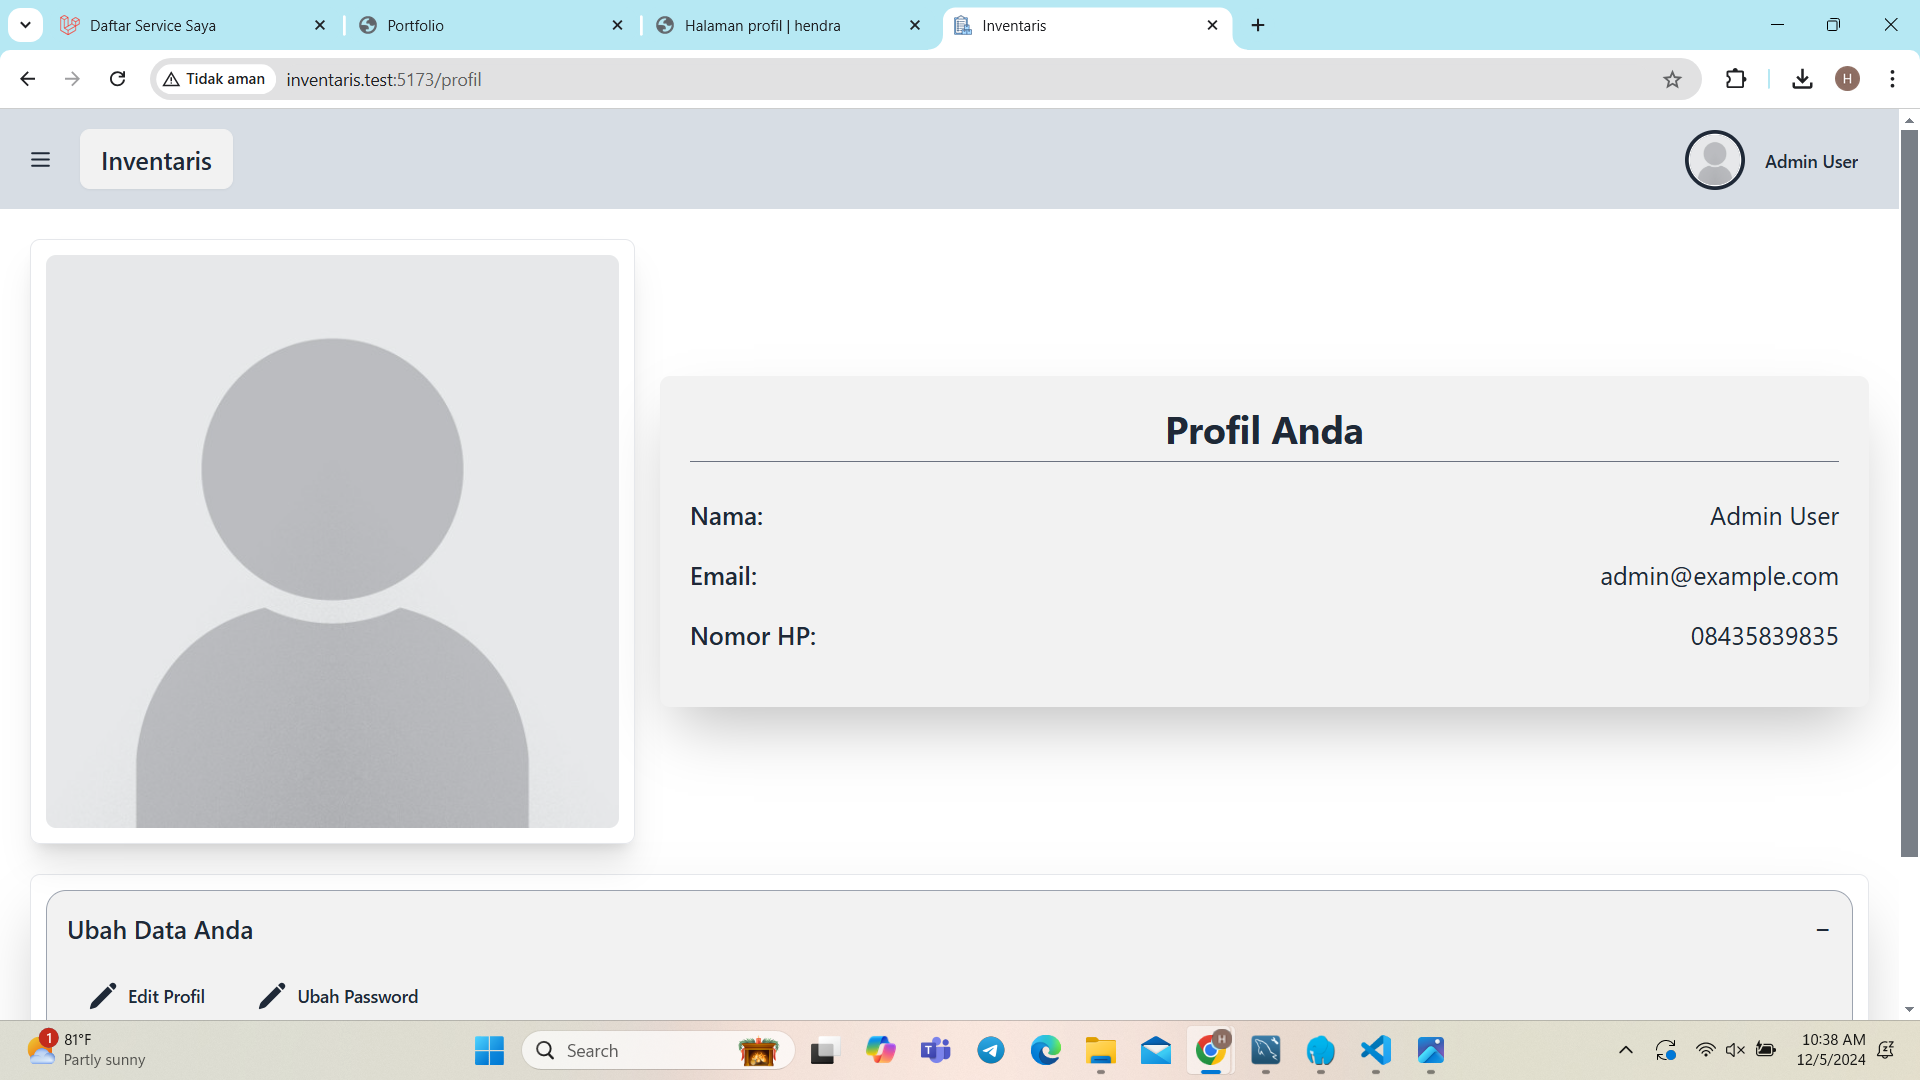 Daftar Service Saya
Portfolio
Halaman profil | hendra
Inventaris
Tidak aman
inventaris.test:5173/profil
H
Inventaris
Admin User
Profil Anda
Nama: Admin User
Email: admin@example.com
Nomor HP: 08435839835
Ubah Data Anda
Edit Profil
Ubah Password
1
81°F
Partly sunny
Search
H
10:38 AM
12/5/2024